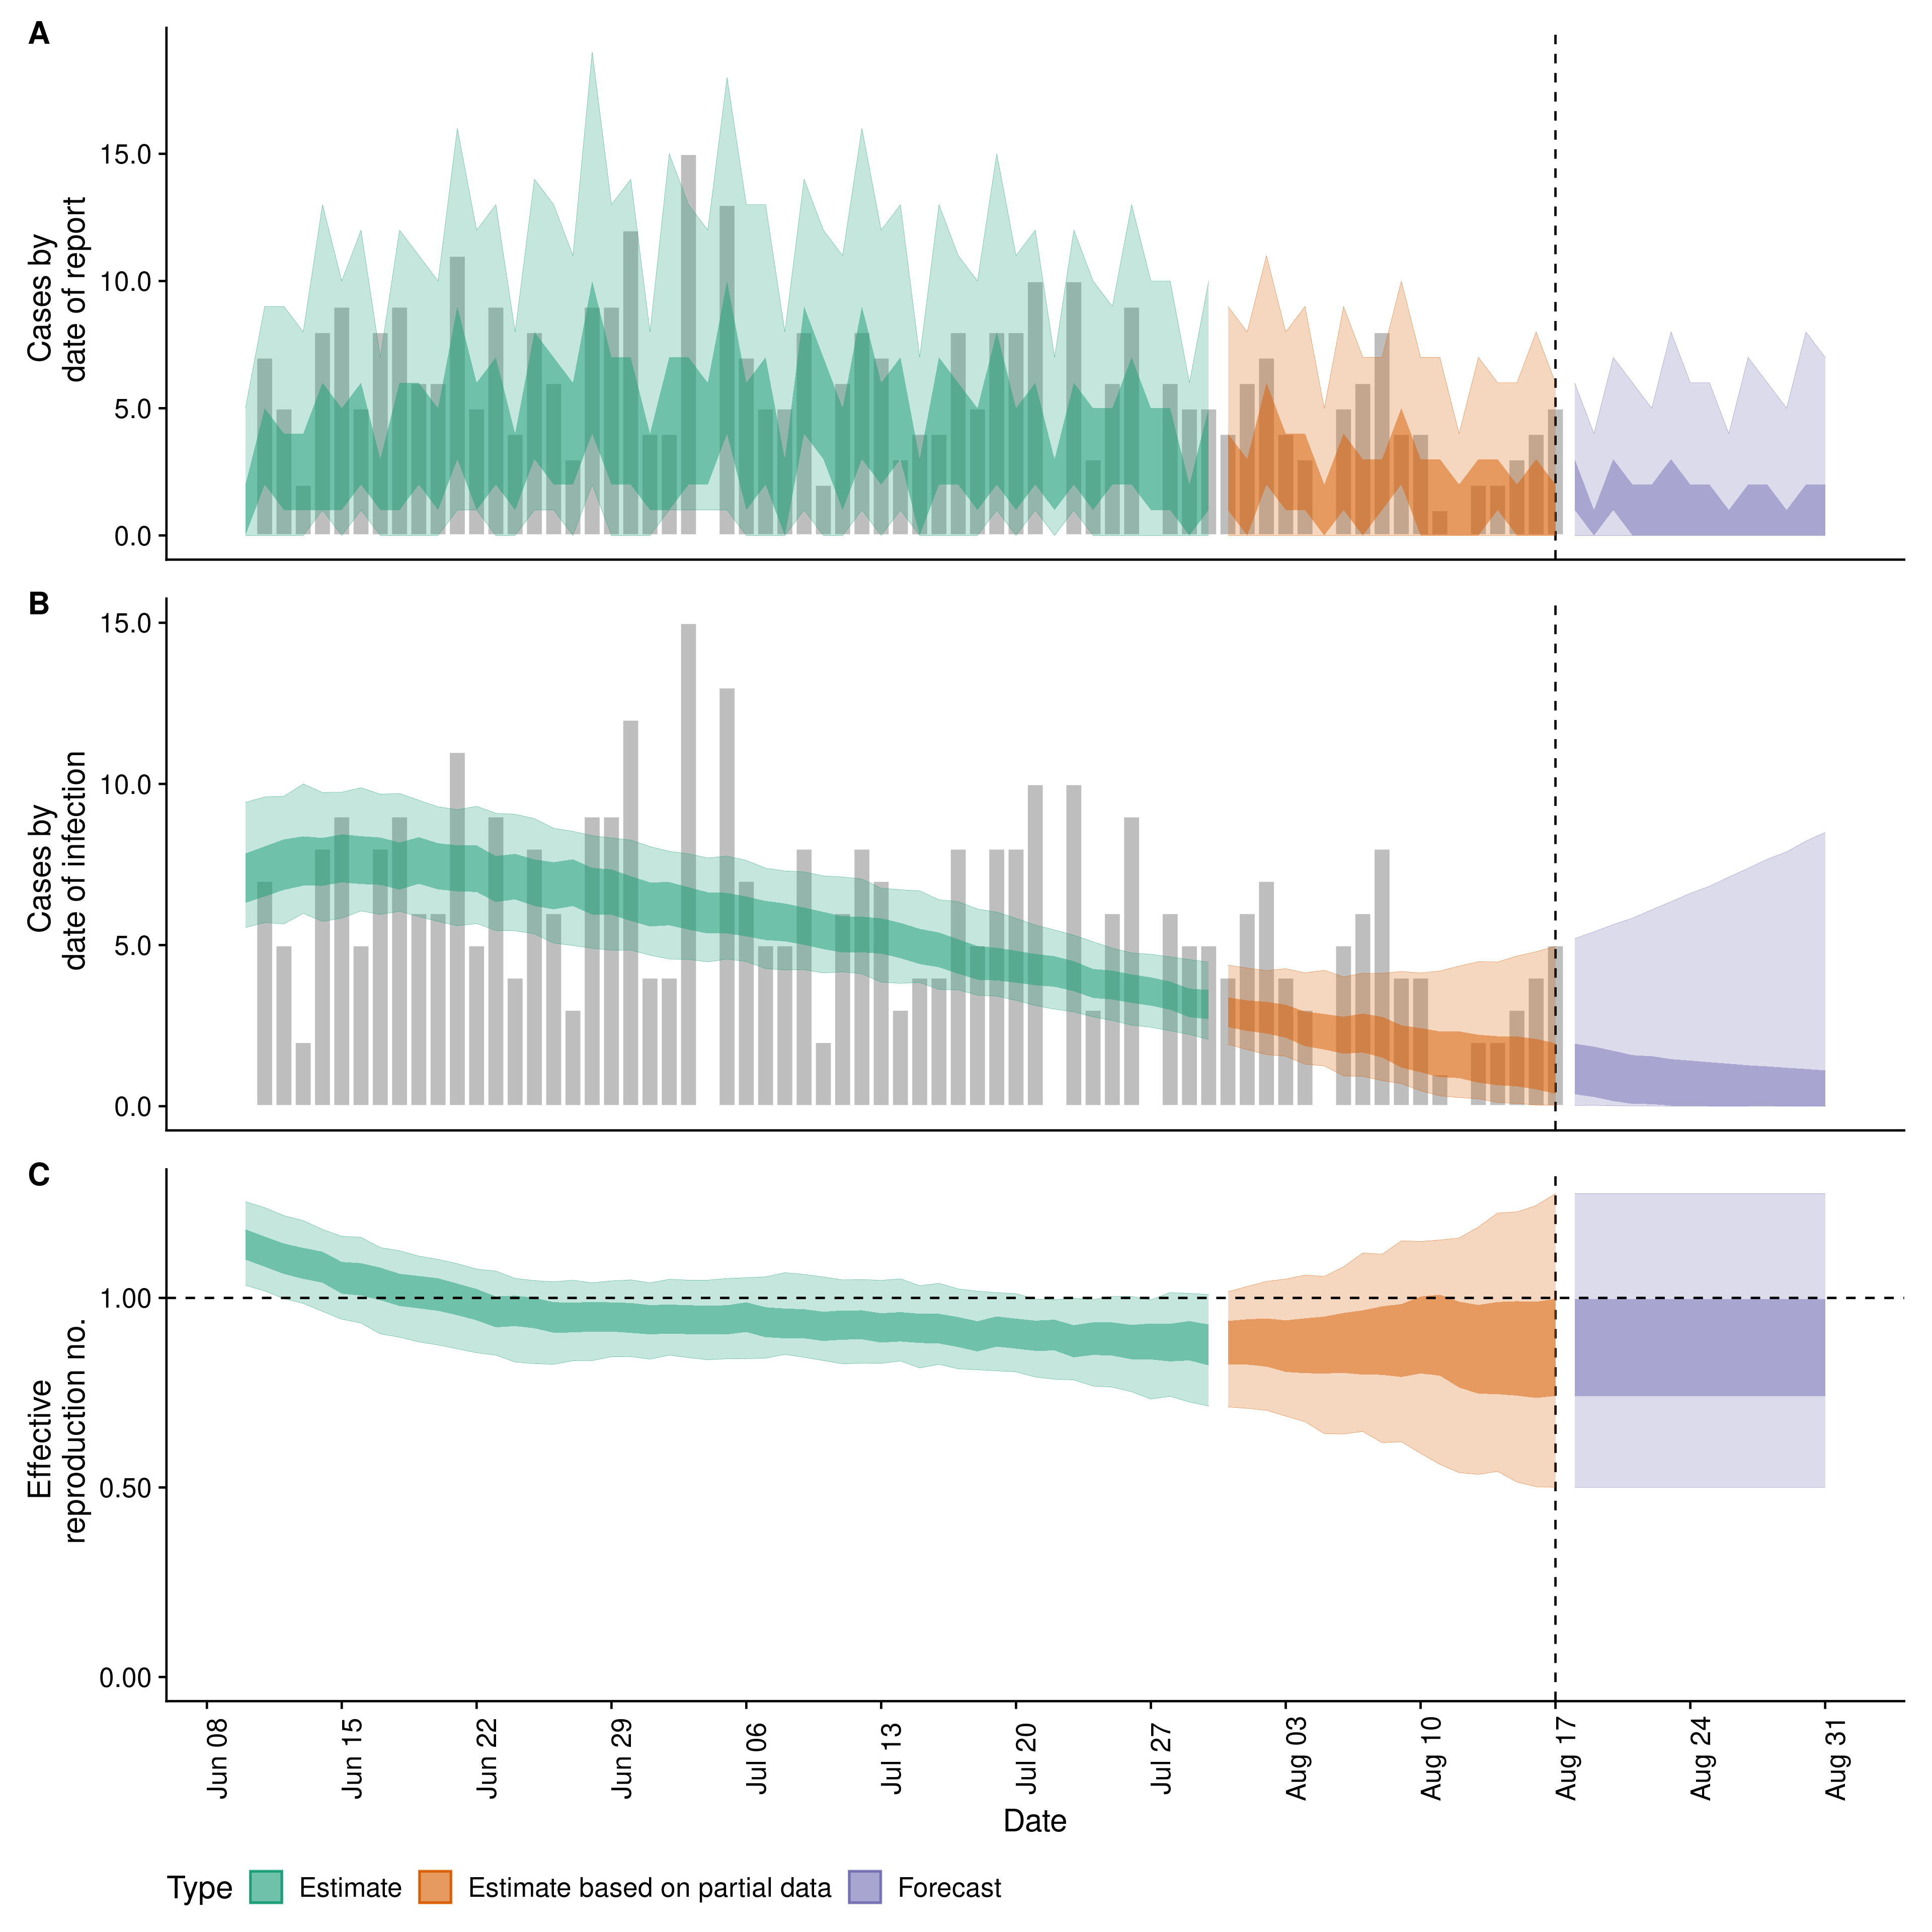 A
Cases by
date of report
15.0
10.0
5.0
0.0
B
Cases by
date of infection
15.0
10.0
5.0
0.0
C
Effective
reproduction no.
1.00
0.50
0.00
Jun 08
Jun 15
Jun 22
Jun 29
Jul 06
Jul 13
Jul 20
Jul 27
Aug 03
Aug 10
Aug 17
Aug 24
Aug 31
Date
Type Estimate Estimate based on partial data Forecast